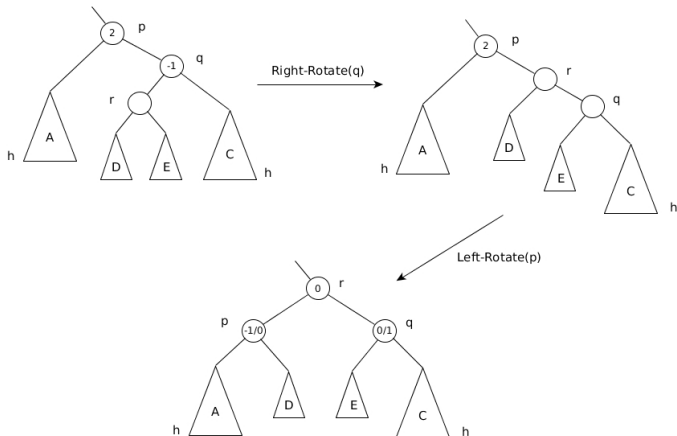 2 p
-1 q
Right-Rotate(q)
r
A
D
E
C
h
h
2 p
r
q
A
D
E
C
h
h
Left-Rotate(p)
0 r
p -1/0
0/1 q
A
D
E
C
h
h